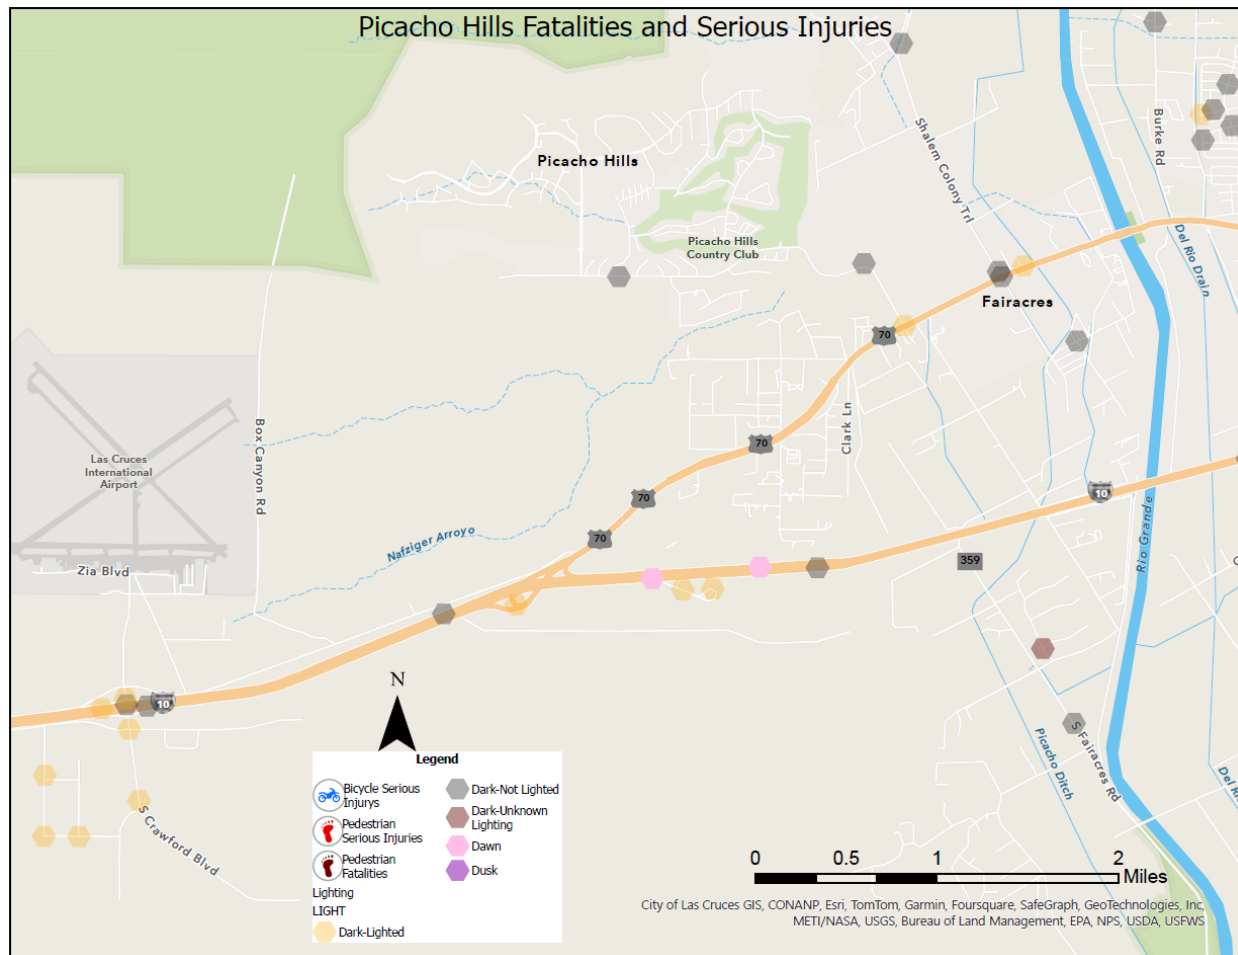 Picacho Hills Fatalities and Serious Injuries
Burke Rd
Shalem Colony Trl
Picacho Hills
Picacho Hills
Country Club
Del Rio Drain
Fairacres
70
Clark Ln
70
Box Canyon Rd
Las Cruces
International
Airport
70
10
Rio Grande
Nafziger Arroyo
70
359
Zia Blvd
10
N
S Fairacres Rd
Picacho Ditch
S Crawford Blvd
Legend
Bicycle Serious
Injurys
Pedestrian
Serious Injuries
Pedestrian
Fatalities
Lighting
LIGHT
Dark-Lighted
Dark-Not Lighted
Dark-Unknown
Lighting
Dawn
Dusk
0 0.5 1 2
Miles
City of Las Cruces GIS, CONANP, Esri, TomTom, Garmin, Foursquare, SafeGraph, GeoTechnologies, Inc,
METI/NASA, USGS, Bureau of Land Management, EPA, NPS, USDA, USFWS